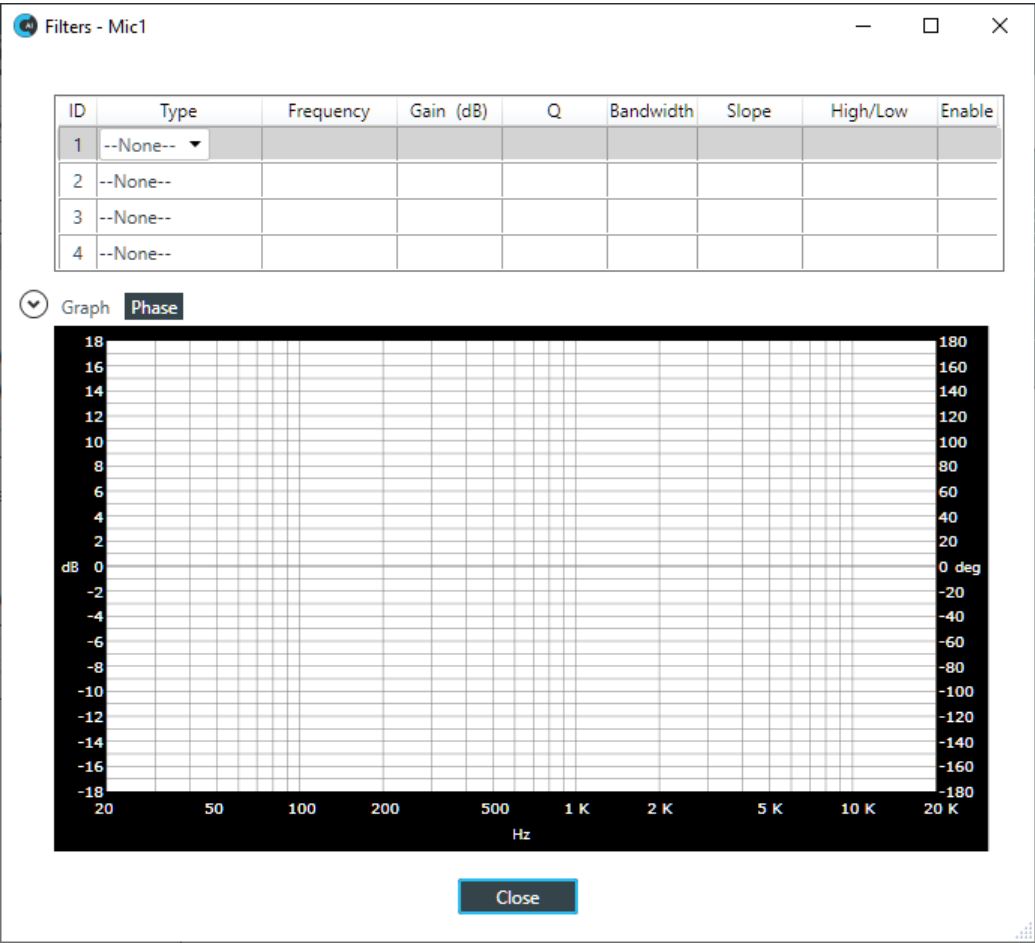 Filters - Mic1
ID Type Frequency Gain (dB) Q Bandwidth Slope High/Low Enable
1 --None--
2 --None--
3 --None--
4 --None--
Graph Phase
18 180
16 160
14 140
12 120
10 100
8 80
6 60
4 40
2 20
dB 0 0 deg
-2 -20
-4 -40
-6 -60
-8 -80
-10 -100
-12 -120
-14 -140
-16 -160
-18 -180
20 50 100 200 500 1 K 2 K 5 K 10 K 20 K
Hz
Close